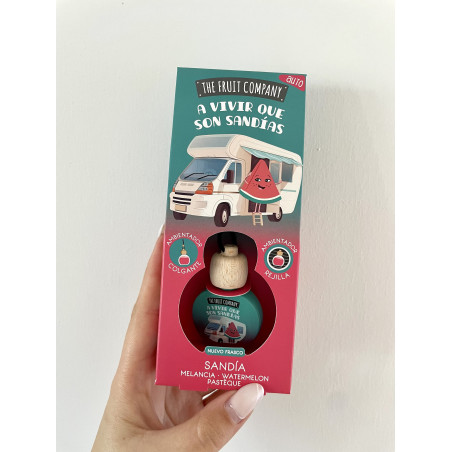 auto
THE FRUIT COMPANY
A VIVIR QUE
SON SANDÍAS
AMBIENTADOR
COLGANTE
AMBIENTADOR
REJILLA
THE FRUIT COMPANY
A VIVIR QUE
SON SANDÍAS
NUEVO FRASCO
SANDÍA
MELANCIA · WATERMELON
PASTÈQUE